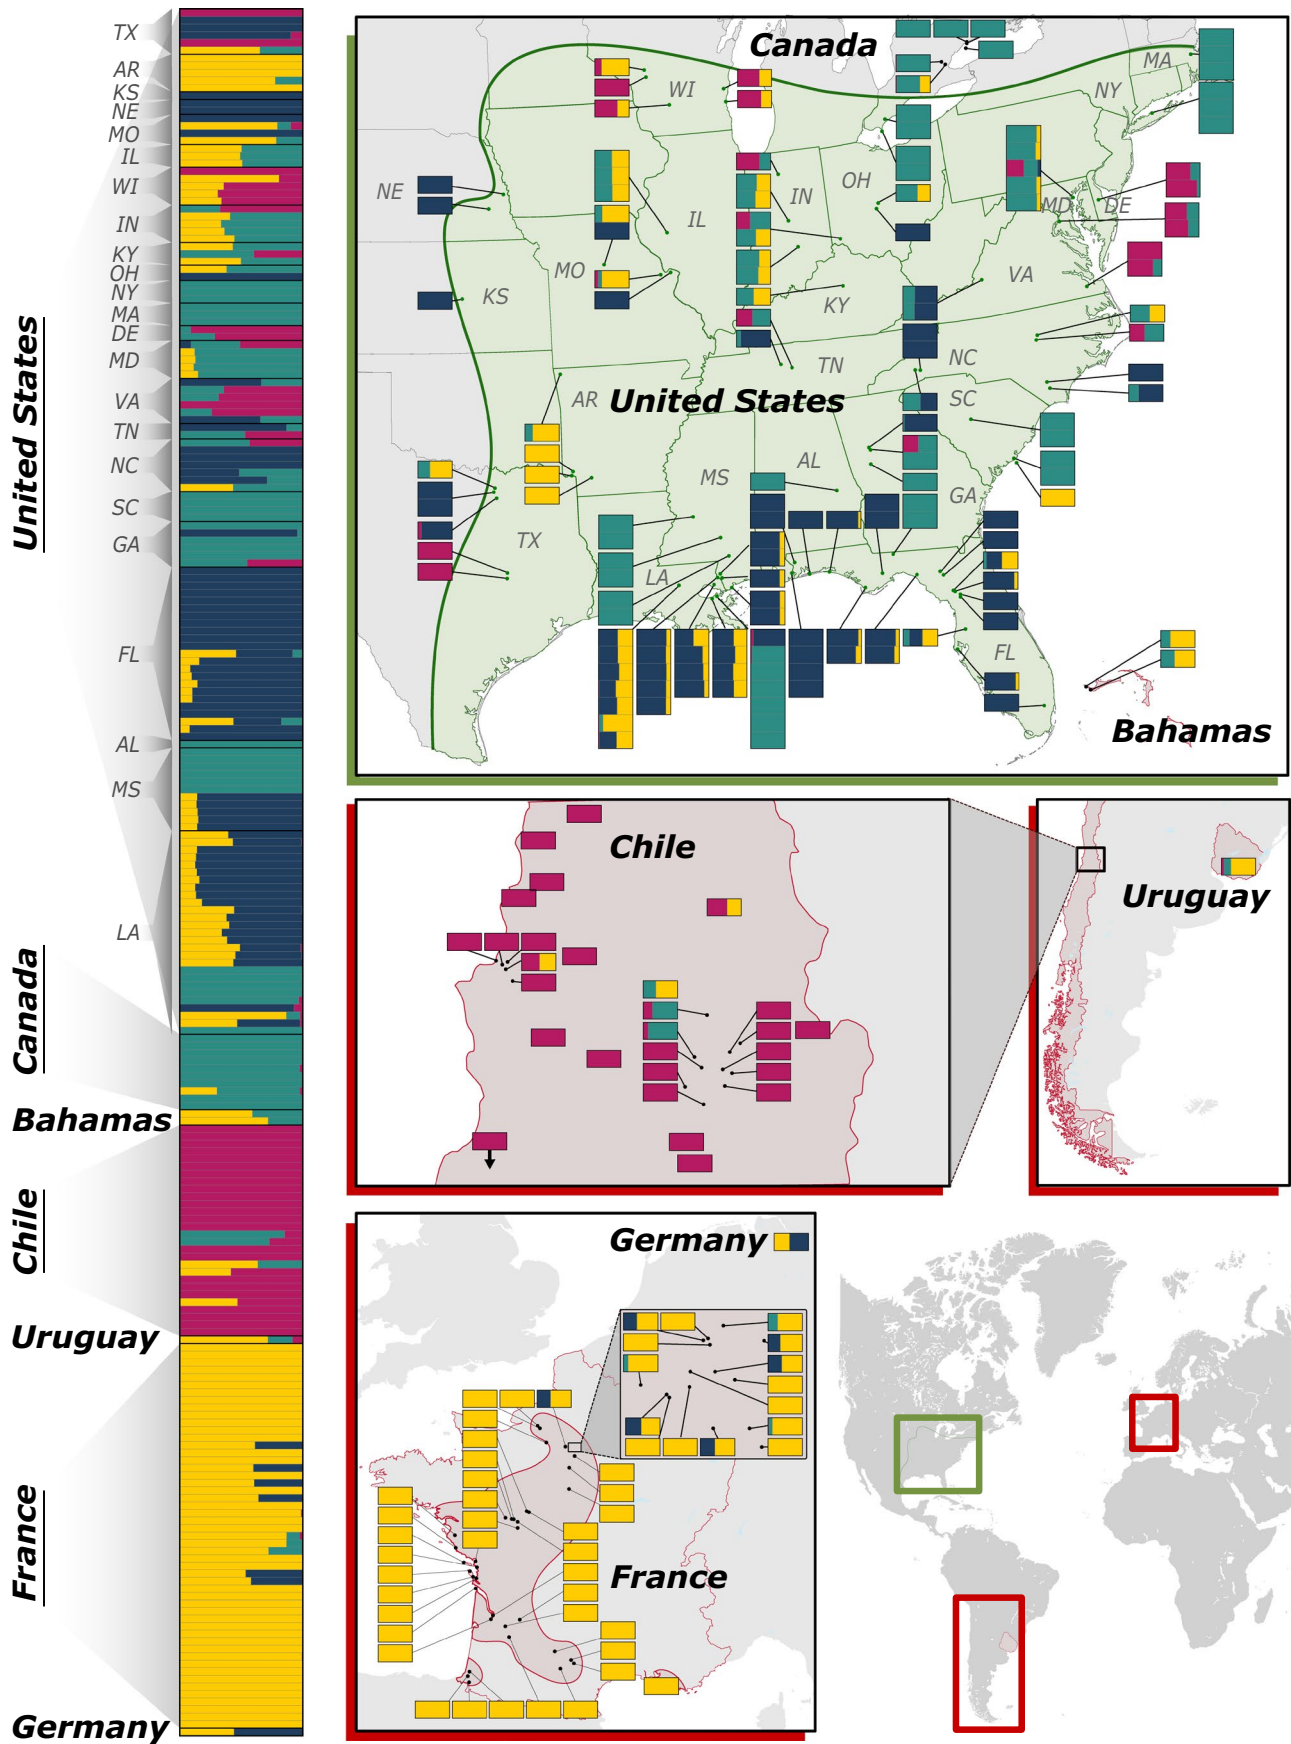 TX
AR
KS
NE
MO
IL
WI
IN
KY
OH
NY
MA
DE
MD
VA
TN
NC
SC
GA
FL
AL
MS
LA
United States
Canada
Bahamas
Chile
Uruguay
France
Germany
Canada
MA
NY
WI
NE
IL
IN
OH
MD
DE
MO
KS
KY
VA
TN
NC
AR
United States
SC
MS
AL
GA
TX
LA
FL
Bahamas
Chile
Uruguay
Germany
France